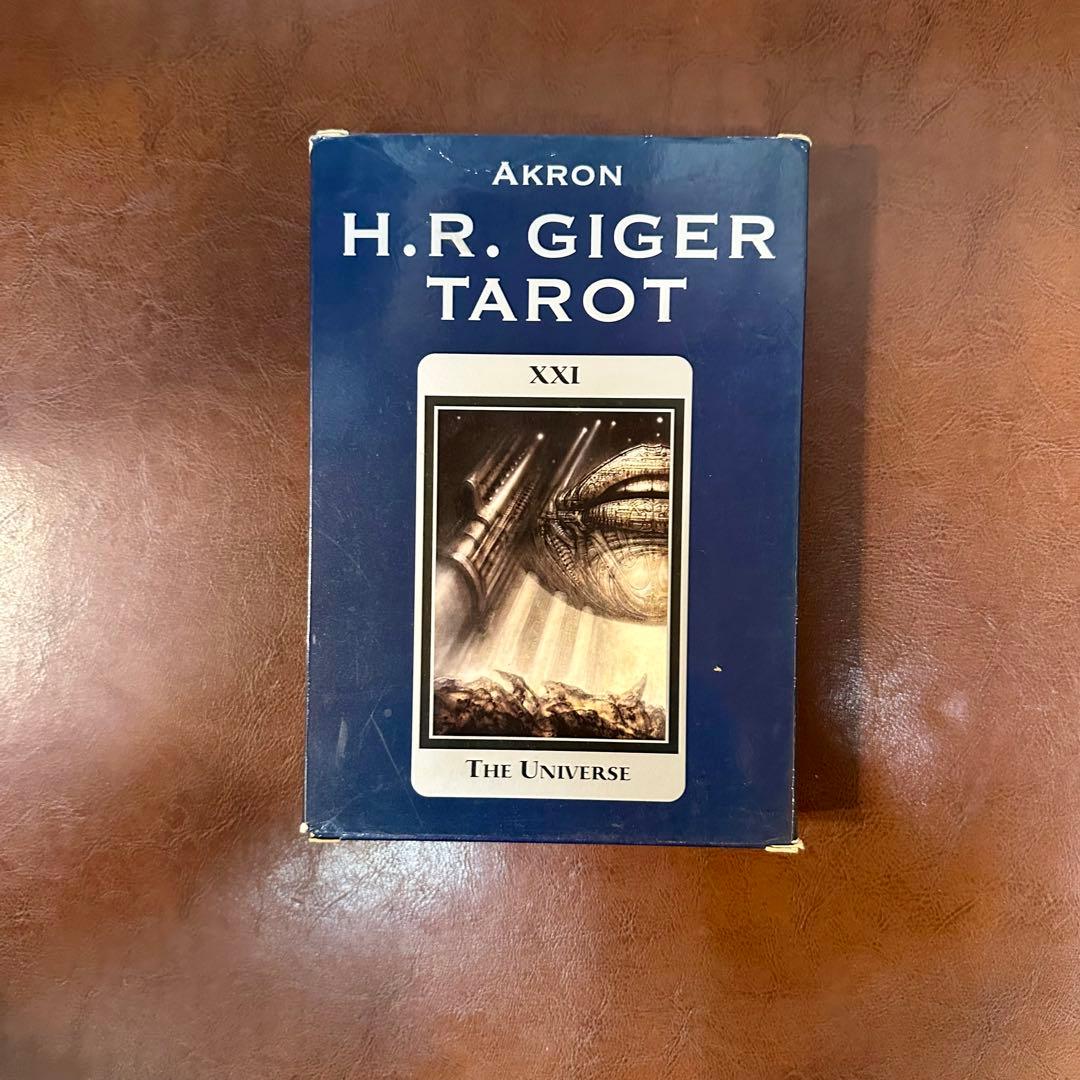 AKRON
H.R. GIGER
TAROT
XXI
THE UNIVERSE